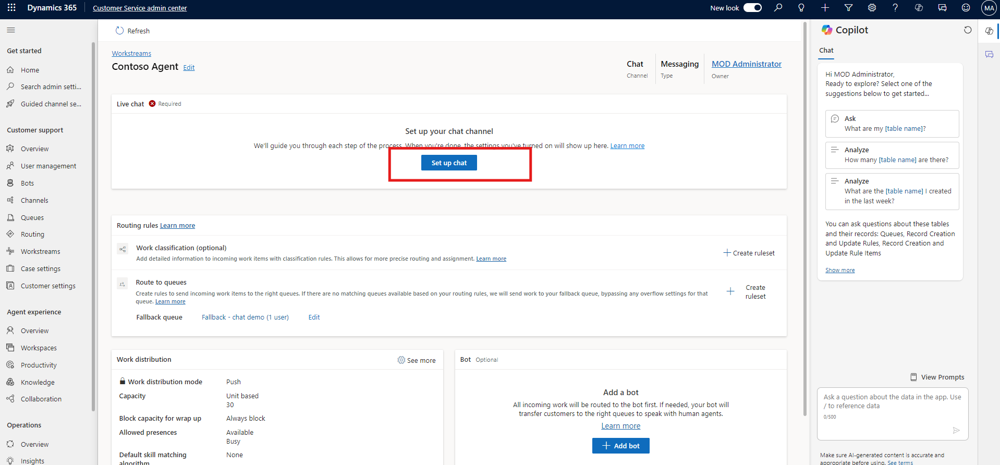 Dynamics 365
Customer Service admin center
New look
MA
Get started
Home
Search admin setti...
Guided channel se...
Customer support
Overview
User management
Bots
Channels
Queues
Routing
Workstreams
Case settings
Customer settings
Agent experience
Overview
Workspaces
Productivity
Knowledge
Collaboration
Operations
Overview
Insights
Refresh
Workstreams
Contoso Agent Edit
Chat
Channel
Messaging
Type
MOD Administrator
Owner
Live chat Required
Set up your chat channel
We'll guide you through each step of the process. When you're done, the settings you've turned on will show up here. Learn more
Set up chat
Routing rules Learn more
Work classification (optional)
Add detailed information to incoming work items with classification rules. This allows for more precise routing and assignment. Learn more
Create ruleset
Route to queues
Create rules to send incoming work items to the right queues. If there are no matching queues available based on your routing rules, we will send work to your fallback queue, bypassing any overflow settings for that
queue. Learn more
Create
ruleset
Fallback queue Fallback - chat demo (1 user) Edit
Work distribution
See more
Work distribution mode Push
Capacity Unit based
30
Block capacity for wrap up Always block
Allowed presences Available
Busy
Default skill matching None
algorithm
Bot Optional
Add a bot
All incoming work will be routed to the bot first. If needed, your bot will
transfer customers to the right queues to speak with human agents.
Learn more
Add bot
Copilot
Chat
Hi MOD Administrator,
Ready to explore? Select one of the
suggestions below to get started...
Ask
What are my [table name]?
Analyze
How many [table name] are there?
Analyze
What are the [table name] I created
in the last week?
You can ask questions about these tables
and their records: Queues, Record Creation
and Update Rules, Record Creation and
Update Rule Items
Show more
View Prompts
Ask a question about the data in the app. Use
/ to reference data
0/500
Make sure AI-generated content is accurate and
appropriate before using. See terms